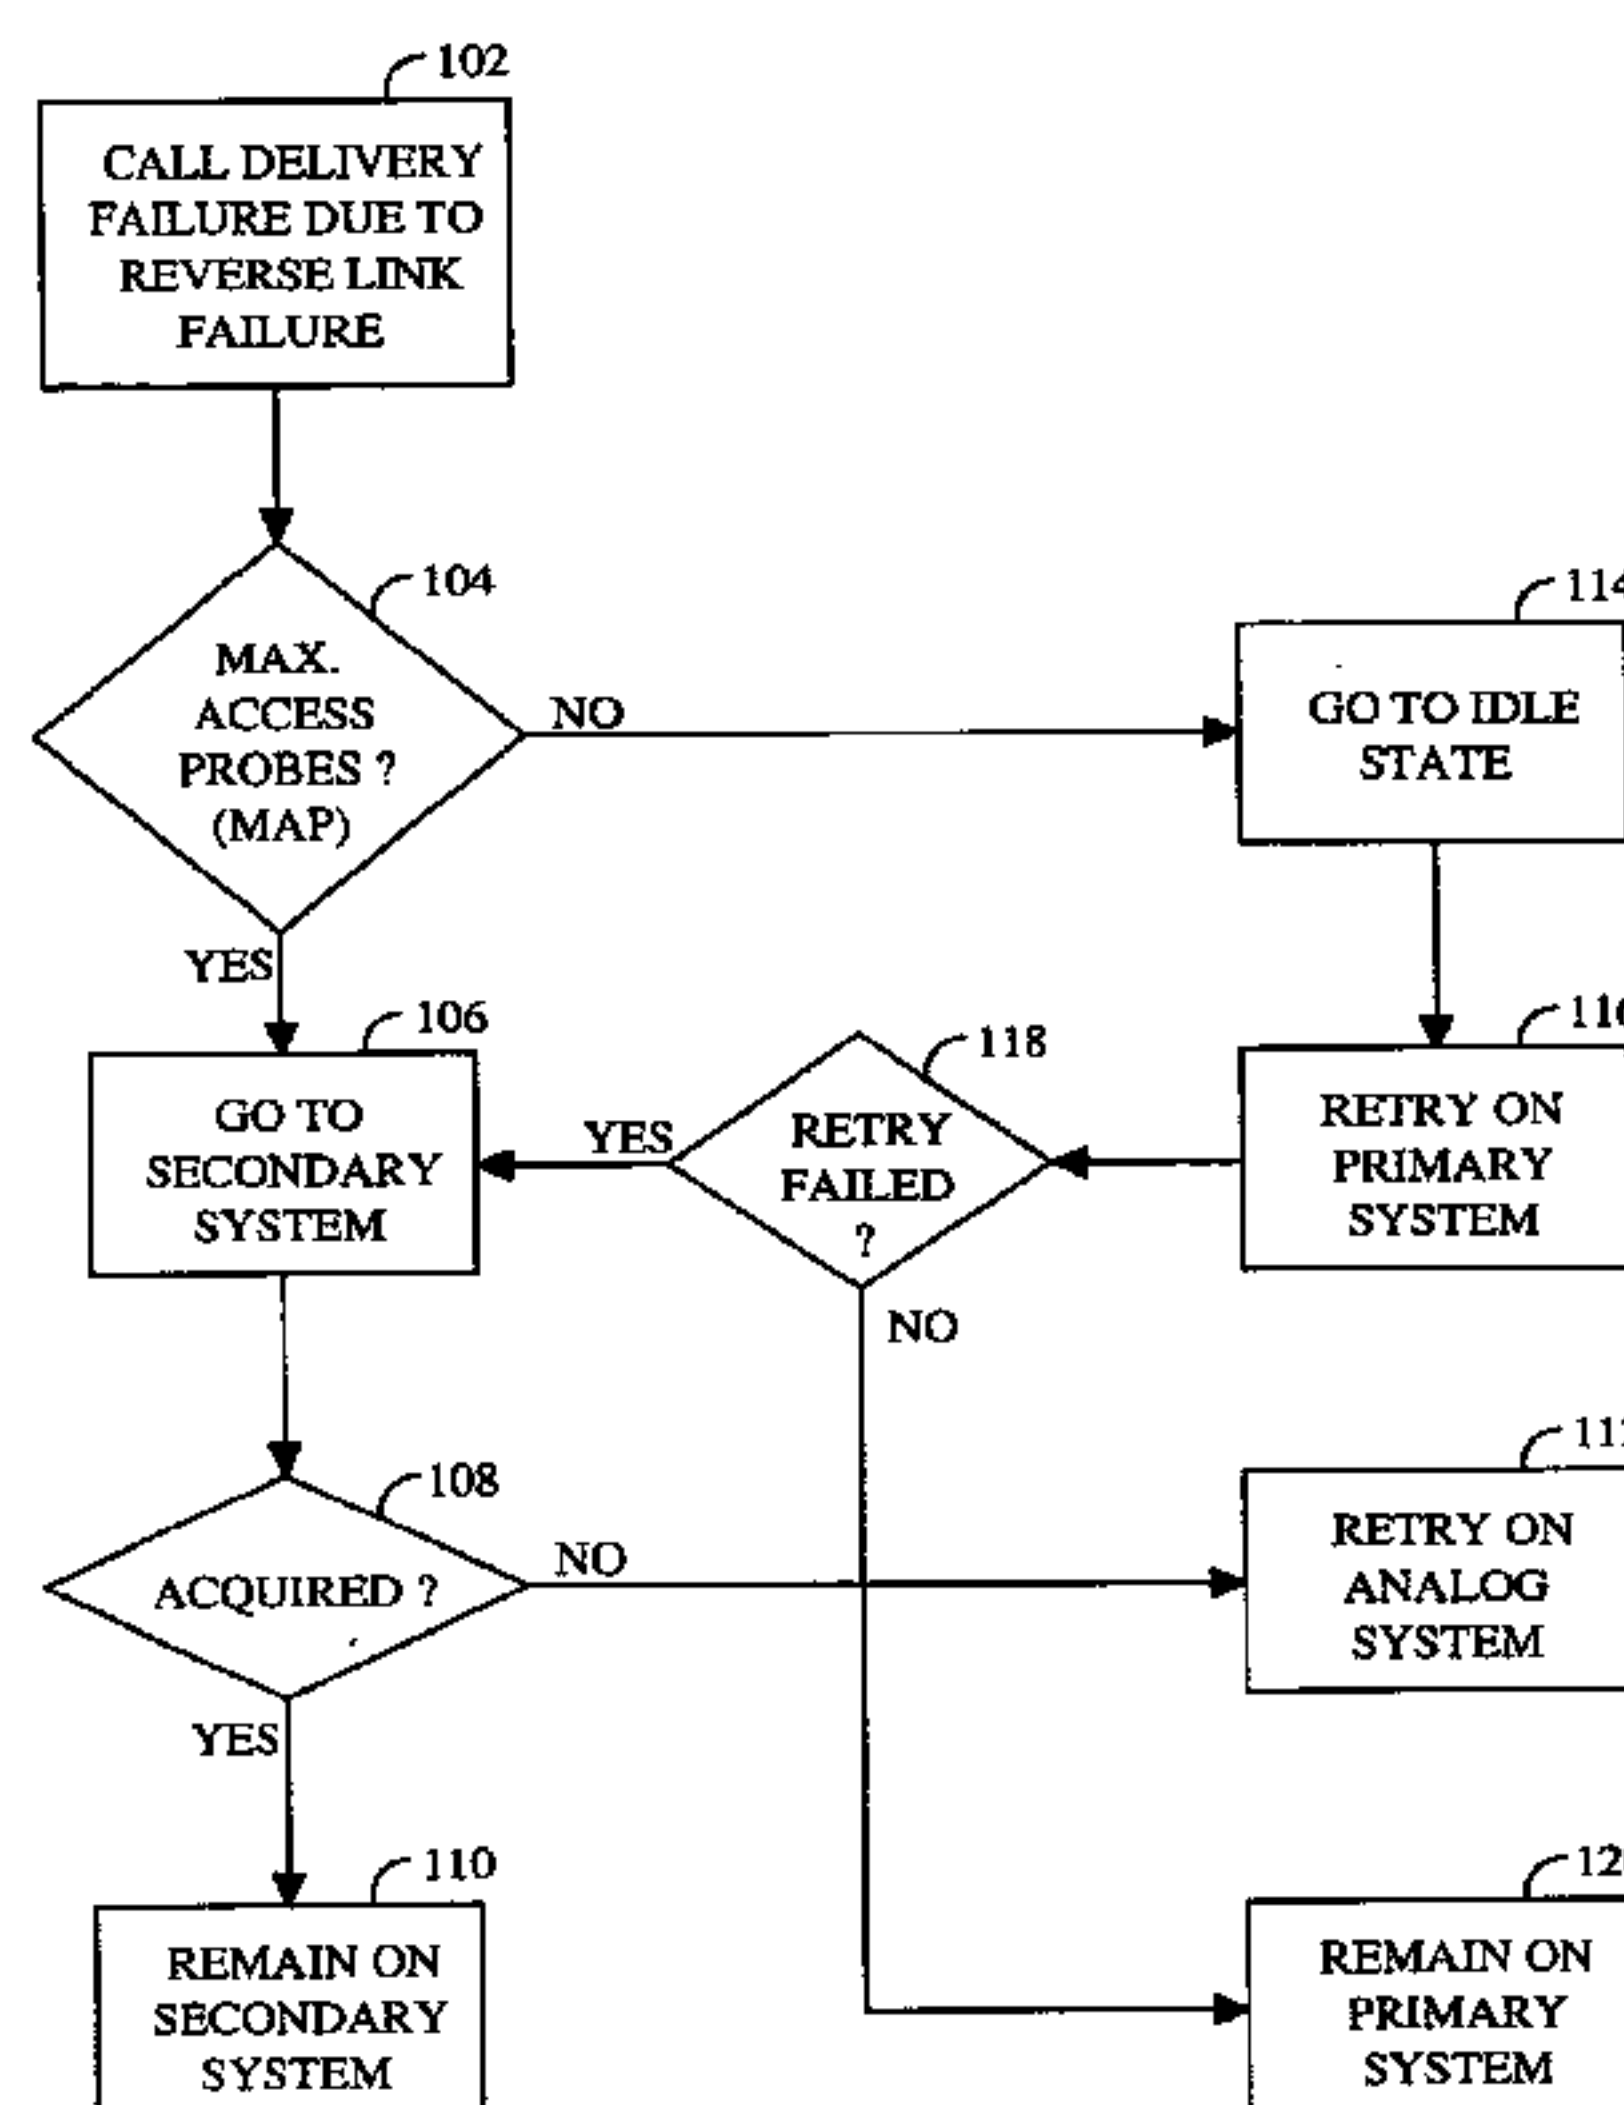 102
CALL DELIVERY
FAILURE DUE TO
REVERSE LINK
FAILURE
104
MAX.
ACCESS
PROBES ?
(MAP)
NO
YES
114
GO TO IDLE
STATE
106
GO TO
SECONDARY
SYSTEM
YES
118
RETRY
FAILED
?
NO
116
RETRY ON
PRIMARY
SYSTEM
108
ACQUIRED ?
NO
YES
RETRY ON
ANALOG
SYSTEM
110
REMAIN ON
SECONDARY
SYSTEM
REMAIN ON
PRIMARY
SYSTEM